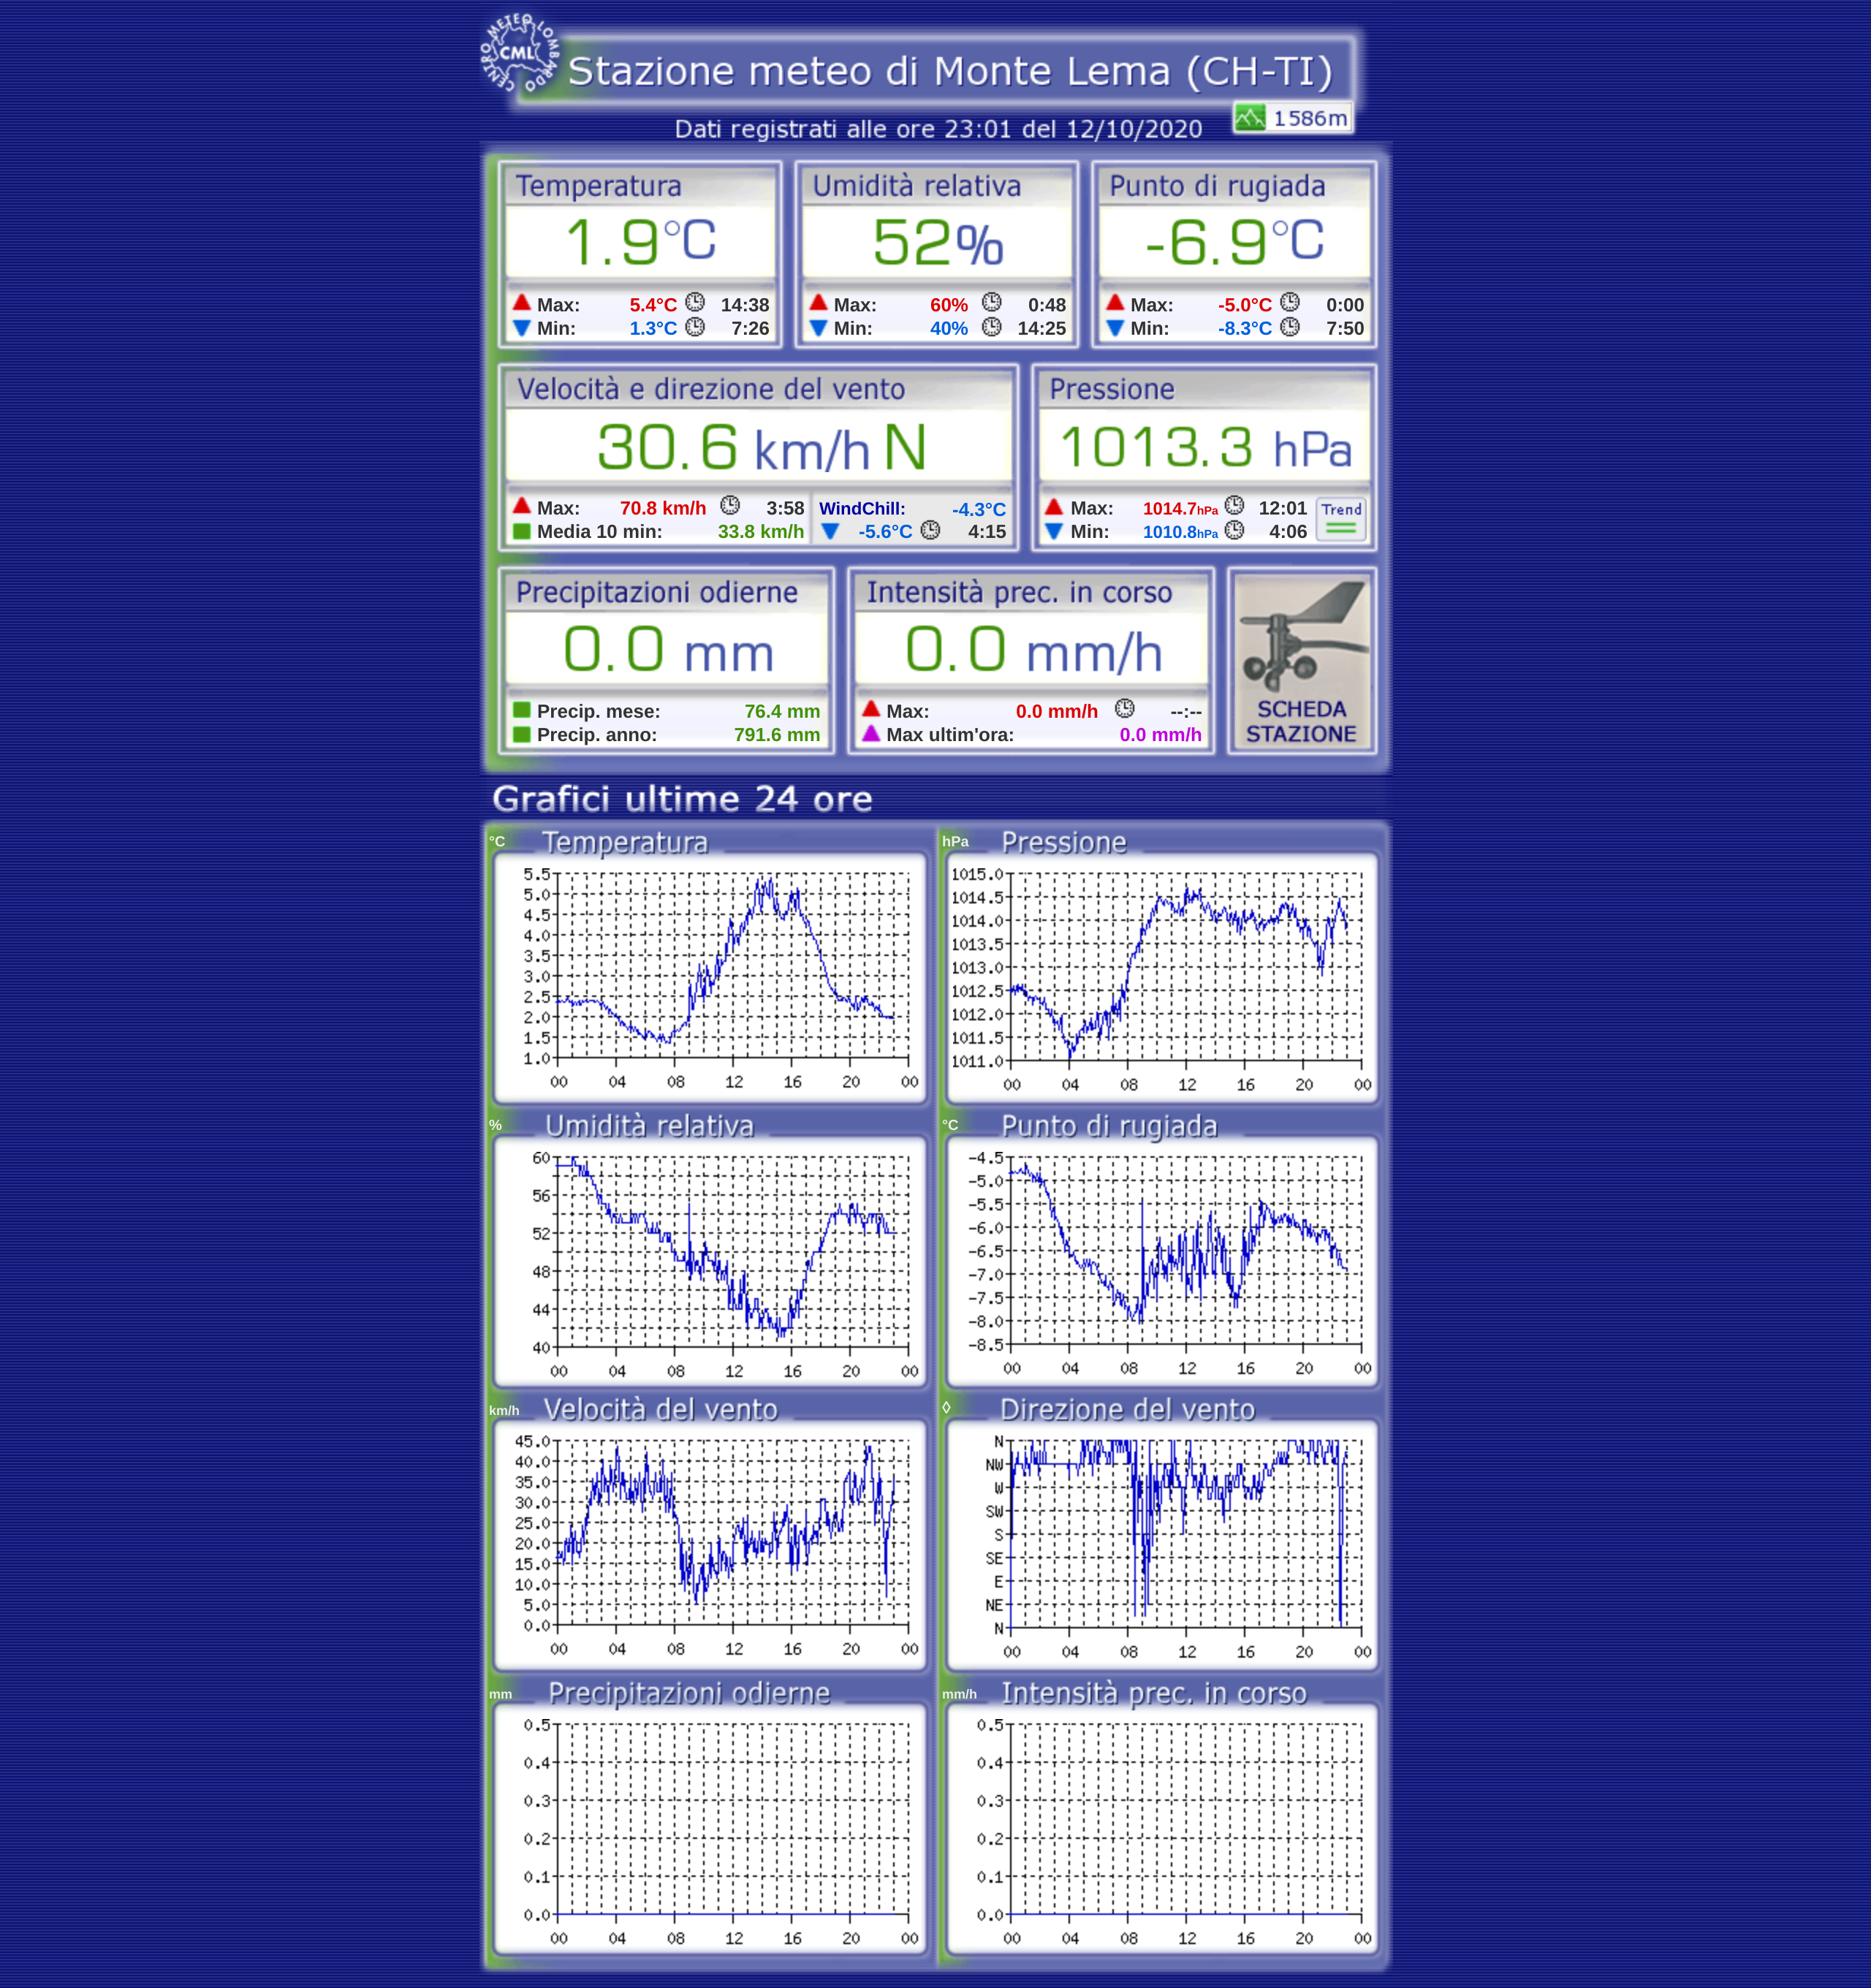 CENTRO METEO LOMBARDO
CML
Stazione meteo di Monte Lema (CH-TI)
1586m
Dati registrati alle ore 23:01 del 12/10/2020
Temperatura Umidità relativa Punto di rugiada
1.9°C 52% -6.9°C
Max: 5.4°C 14:38 Max: 60% 0:48 Max: -5.0°C 0:00
Min: 1.3°C 7:26 Min: 40% 14:25 Min: -8.3°C 7:50
Velocità e direzione del vento Pressione
30.6 km/h N 1013.3 hPa
Max: 70.8 km/h 3:58 WindChill: -4.3°C Max: 1014.7hPa 12:01 Trend
Media 10 min: 33.8 km/h -5.6°C 4:15 Min: 1010.8hPa 4:06
Precipitazioni odierne Intensità prec. in corso
0.0 mm 0.0 mm/h
Precip. mese: 76.4 mm Max: 0.0 mm/h --:-- SCHEDA
Precip. anno: 791.6 mm Max ultim'ora: 0.0 mm/h STAZIONE
Grafici ultime 24 ore
°C Temperatura
5.5
5.0
4.5
4.0
3.5
3.0
2.5
2.0
1.5
1.0
00 04 08 12 16 20 00
hPa Pressione
1015.0
1014.5
1014.0
1013.5
1013.0
1012.5
1012.0
1011.5
1011.0
00 04 08 12 16 20 00
% Umidità relativa
60
56
52
48
44
40
00 04 08 12 16 20 00
°C Punto di rugiada
-4.5
-5.0
-5.5
-6.0
-6.5
-7.0
-7.5
-8.0
-8.5
00 04 08 12 16 20 00
km/h Velocità del vento
45.0
40.0
35.0
30.0
25.0
20.0
15.0
10.0
5.0
0.0
00 04 08 12 16 20 00
◊ Direzione del vento
N
NW
W
SW
S
SE
E
NE
N
00 04 08 12 16 20 00
mm Precipitazioni odierne
0.5
0.4
0.3
0.2
0.1
0.0
00 04 08 12 16 20 00
mm/h Intensità prec. in corso
0.5
0.4
0.3
0.2
0.1
0.0
00 04 08 12 16 20 00